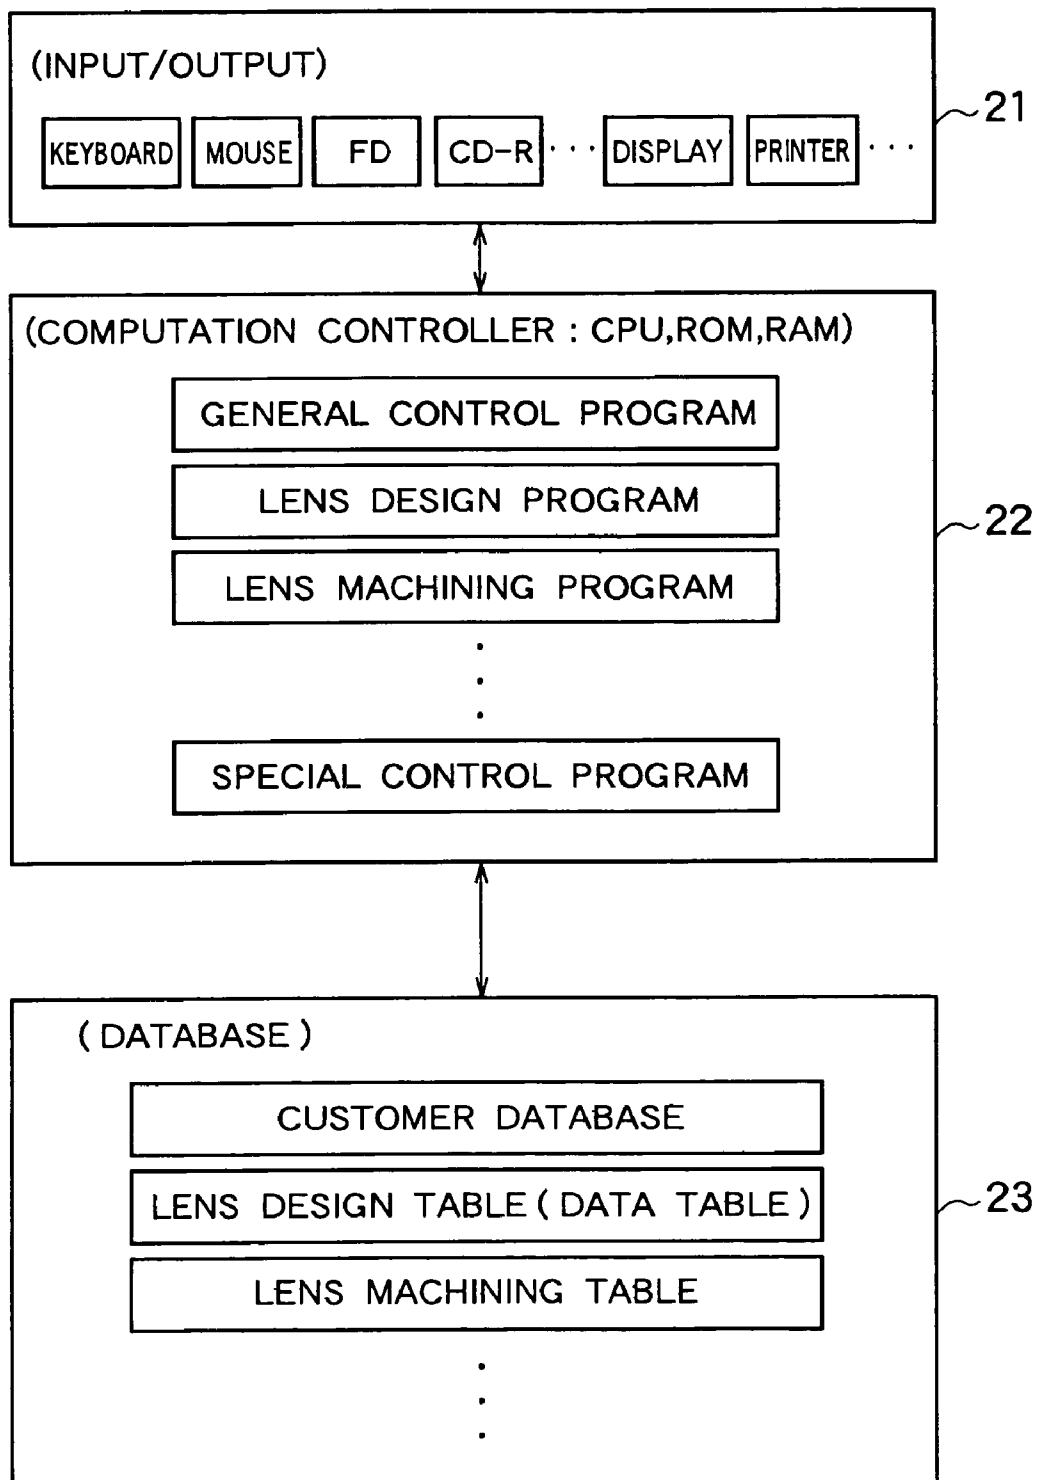 (INPUT/OUTPUT)
21
KEYBOARD MOUSE FD CD-R ... DISPLAY PRINTER ...
(COMPUTATION CONTROLLER : CPU,ROM,RAM)
GENERAL CONTROL PROGRAM
LENS DESIGN PROGRAM
22
LENS MACHINING PROGRAM
SPECIAL CONTROL PROGRAM
(DATABASE)
CUSTOMER DATABASE
LENS DESIGN TABLE (DATA TABLE)
23
LENS MACHINING TABLE